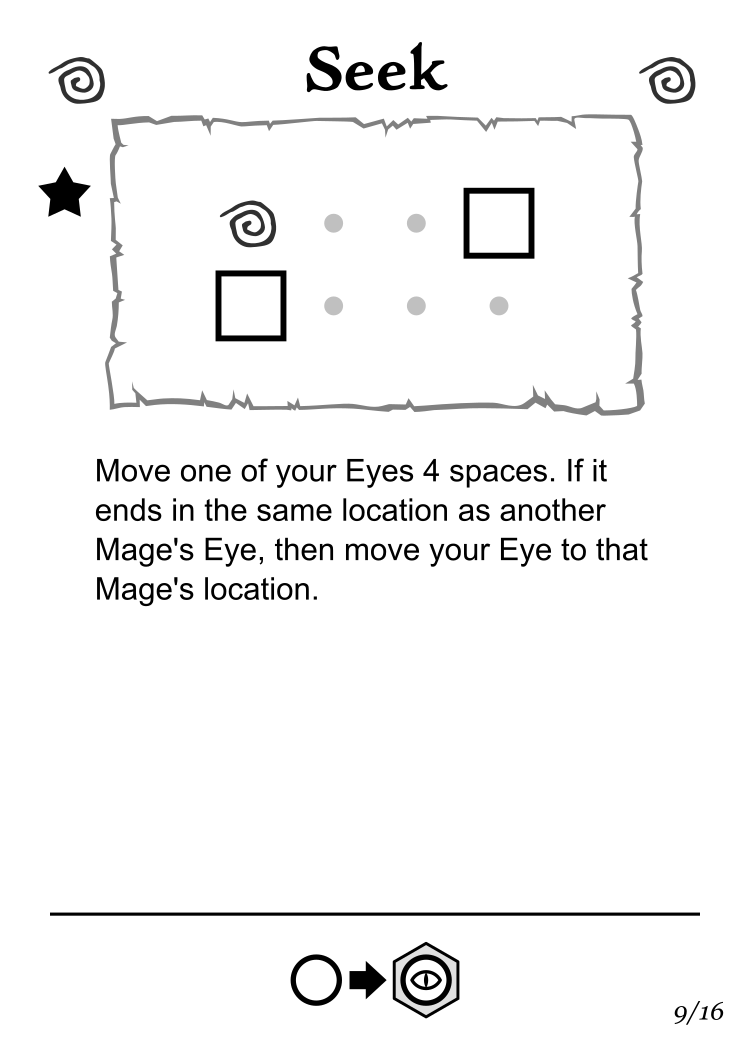 Seek
Move one of your Eyes 4 spaces. If it
ends in the same location as another
Mage's Eye, then move your Eye to that
Mage's location.
9/16